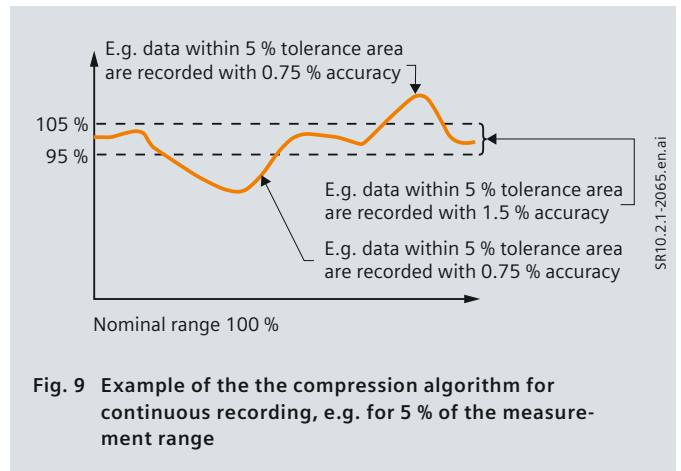 E.g. data within 5 % tolerance area
are recorded with 0.75 % accuracy
105 %
95 %
E.g. data within 5 % tolerance area
are recorded with 1.5 % accuracy
E.g. data within 5 % tolerance area
are recorded with 0.75 % accuracy
SR10.2.1-2065.en.ai
Nominal range 100 %
Fig. 9 Example of the the compression algorithm for
continuous recording, e.g. for 5 % of the measure-
ment range